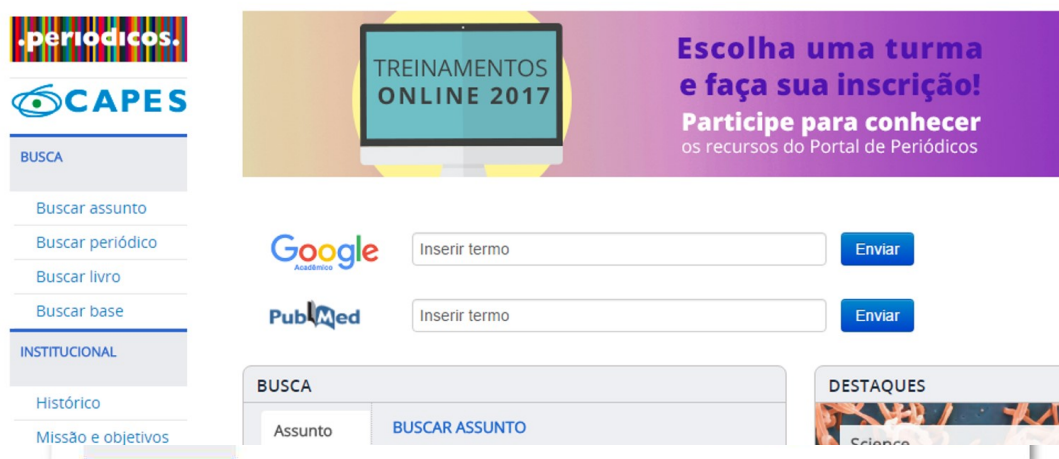 .periodicos.
CAPES
BUSCA
Buscar assunto
Buscar periódico
Buscar livro
Buscar base
INSTITUCIONAL
Histórico
Missão e objetivos
TREINAMENTOS
ONLINE 2017
Escolha uma turma
e faça sua inscrição!
Participe para conhecer
os recursos do Portal de Periódicos
Google
Acadêmico
Inserir termo
Enviar
PubMed
Inserir termo
Enviar
BUSCA
Assunto
BUSCAR ASSUNTO
DESTAQUES
Science